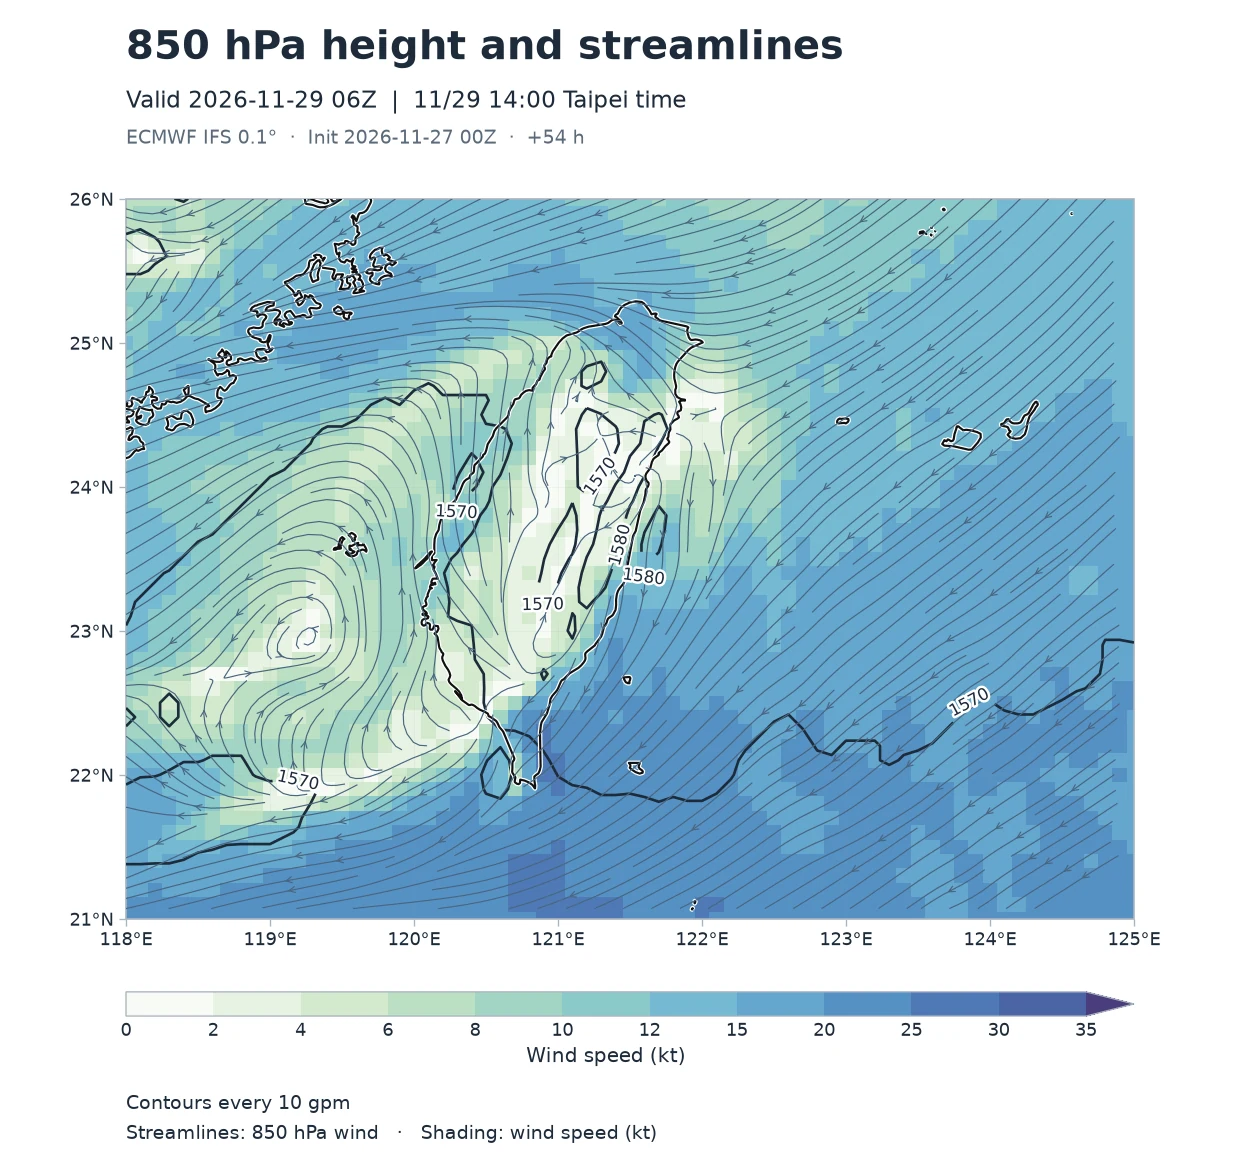 850 hPa height and streamlines
Valid 2026-11-29 06Z | 11/29 14:00 Taipei time
ECMWF IFS 0.1° · Init 2026-11-27 00Z · +54 h
26°N
25°N
24°N
23°N
22°N
21°N
1570
1570
1580
1580
1570
1570
1570
118°E 119°E 120°E 121°E 122°E 123°E 124°E 125°E
0 2 4 6 8 10 12 15 20 25 30 35
Wind speed (kt)
Contours every 10 gpm
Streamlines: 850 hPa wind · Shading: wind speed (kt)